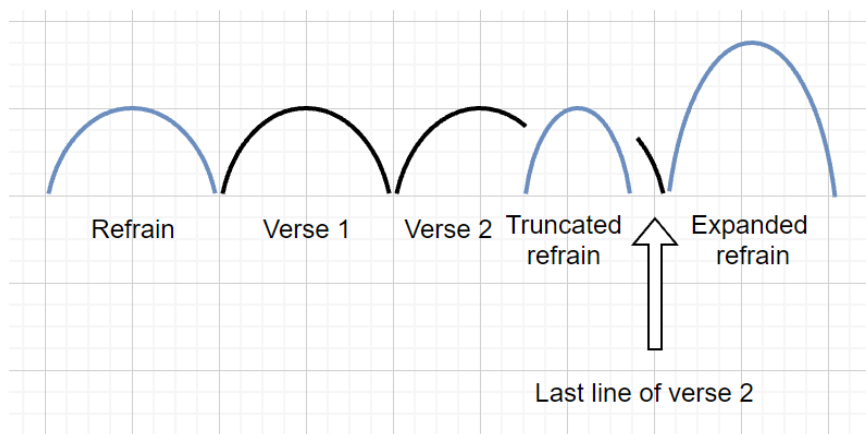 Refrain
Verse 1
Verse 2
Truncated
refrain
Expanded
refrain
Last line of verse 2